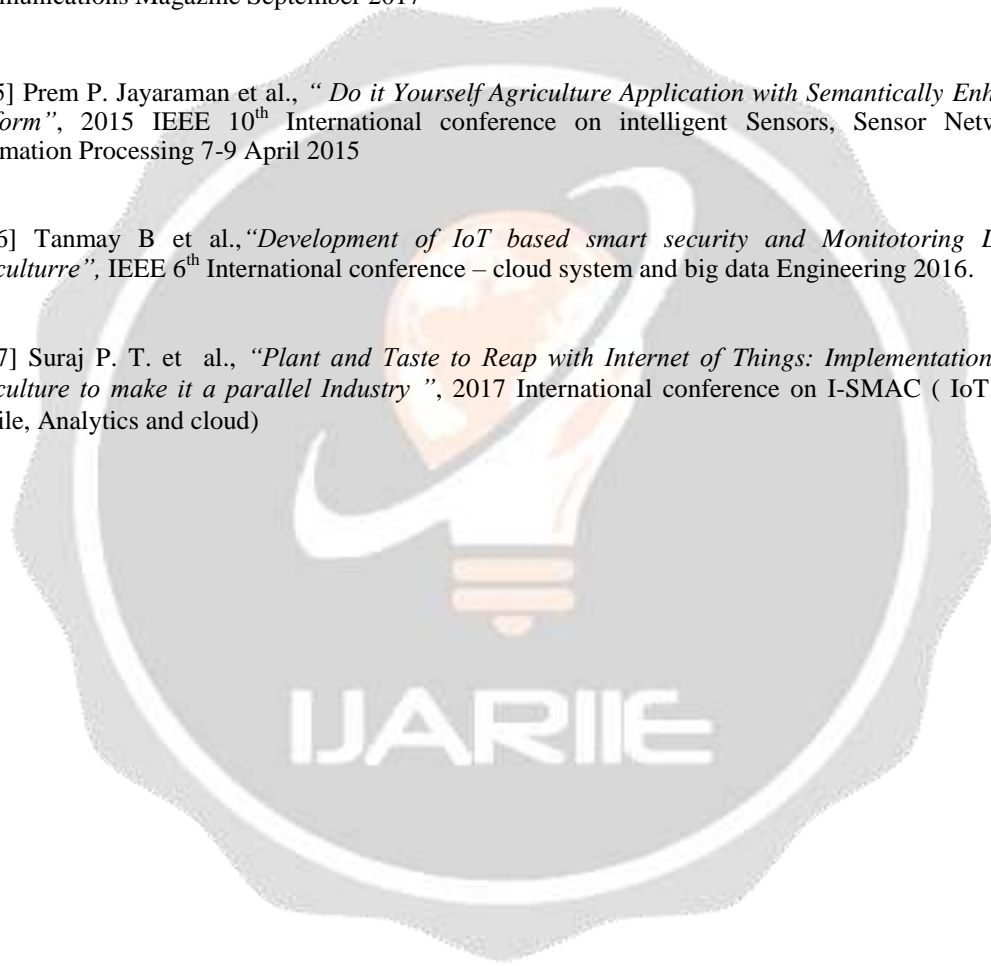 munications Magazine September 2017
5] Prem P. Jayaraman et al., “ Do it Yourself Agriculture Application with Semantically Enh
form”, 2015 IEEE 10th International conference on intelligent Sensors, Sensor Netw
mation Processing 7-9 April 2015
6] Tanmay B et al.,“Development of IoT based smart security and Monitotoring D
culturre”, IEEE 6th International conference – cloud system and big data Engineering 2016.
7] Suraj P. T. et al., “Plant and Taste to Reap with Internet of Things: Implementation
culture to make it a parallel Industry ”, 2017 International conference on I-SMAC ( IoT
ile, Analytics and cloud)
IJARIIE